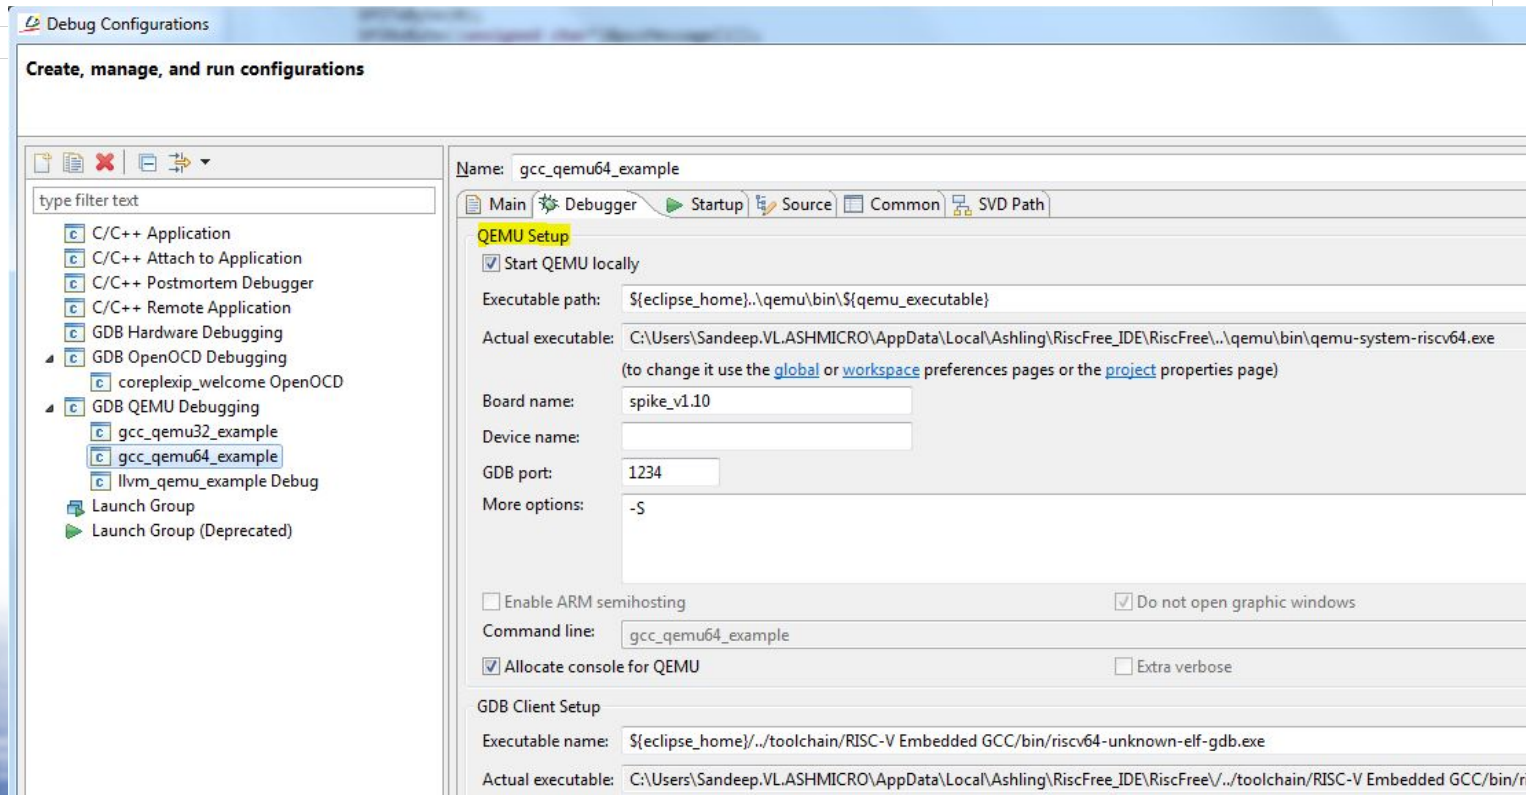 Debug Configurations
Create, manage, and run configurations
type filter text
C/C++ Application
C/C++ Attach to Application
C/C++ Postmortem Debugger
C/C++ Remote Application
GDB Hardware Debugging
GDB OpenOCD Debugging
coreplexip_welcome OpenOCD
GDB QEMU Debugging
gcc_qemu32_example
gcc_qemu64_example
llvm_qemu_example Debug
Launch Group
Launch Group (Deprecated)
Name: gcc_qemu64_example
Main Debugger Startup Source Common SVD Path
QEMU Setup
Start QEMU locally
Executable path: ${eclipse_home}..\qemu\bin\${qemu_executable}
Actual executable: C:\Users\Sandeep.VL.ASHMICRO\AppData\Local\Ashling\RiscFree_IDE\RiscFree\..\qemu\bin\qemu-system-riscv64.exe
(to change it use the global or workspace preferences pages or the project properties page)
Board name: spike_v1.10
Device name:
GDB port: 1234
More options: -S
Enable ARM semihosting Do not open graphic windows
Command line: gcc_qemu64_example
Allocate console for QEMU Extra verbose
GDB Client Setup
Executable name: ${eclipse_home}/../toolchain/RISC-V Embedded GCC/bin/riscv64-unknown-elf-gdb.exe
Actual executable: C:\Users\Sandeep.VL.ASHMICRO\AppData\Local\Ashling\RiscFree_IDE\RiscFree\/../toolchain/RISC-V Embedded GCC/bin/ri